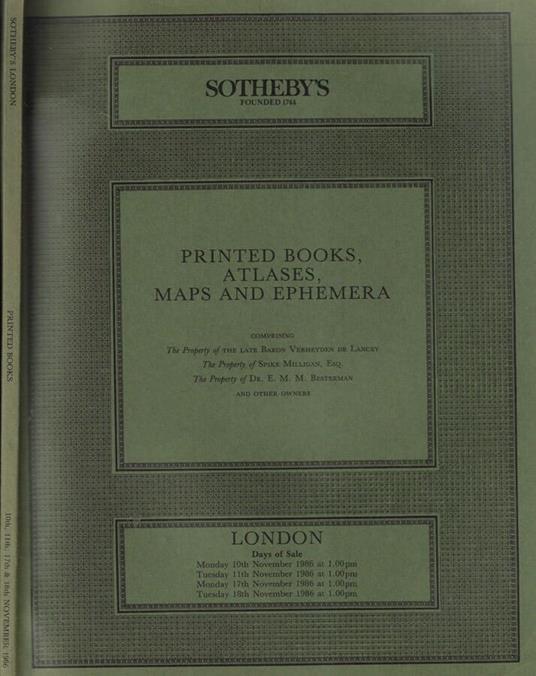 SOTHEBY'S LONDON
PRINTED BOOKS
10th, 11th, 17th & 18th NOVEMBER 1986
SOTHEBY'S
FOUNDED 1744
PRINTED BOOKS,
ATLASES,
MAPS AND EPHEMERA
COMPRISING
The Property of THE LATE BARON VERHEYDEN DE LANCEY
The Property of SPIKE MILLIGAN, ESQ.
The Property of DR. E. M. M. BESTERMAN
AND OTHER OWNERS
LONDON
Days of Sale
Monday 10th November 1986 at 1.00pm
Tuesday 11th November 1986 at 1.00pm
Monday 17th November 1986 at 1.00pm
Tuesday 18th November 1986 at 1.00pm